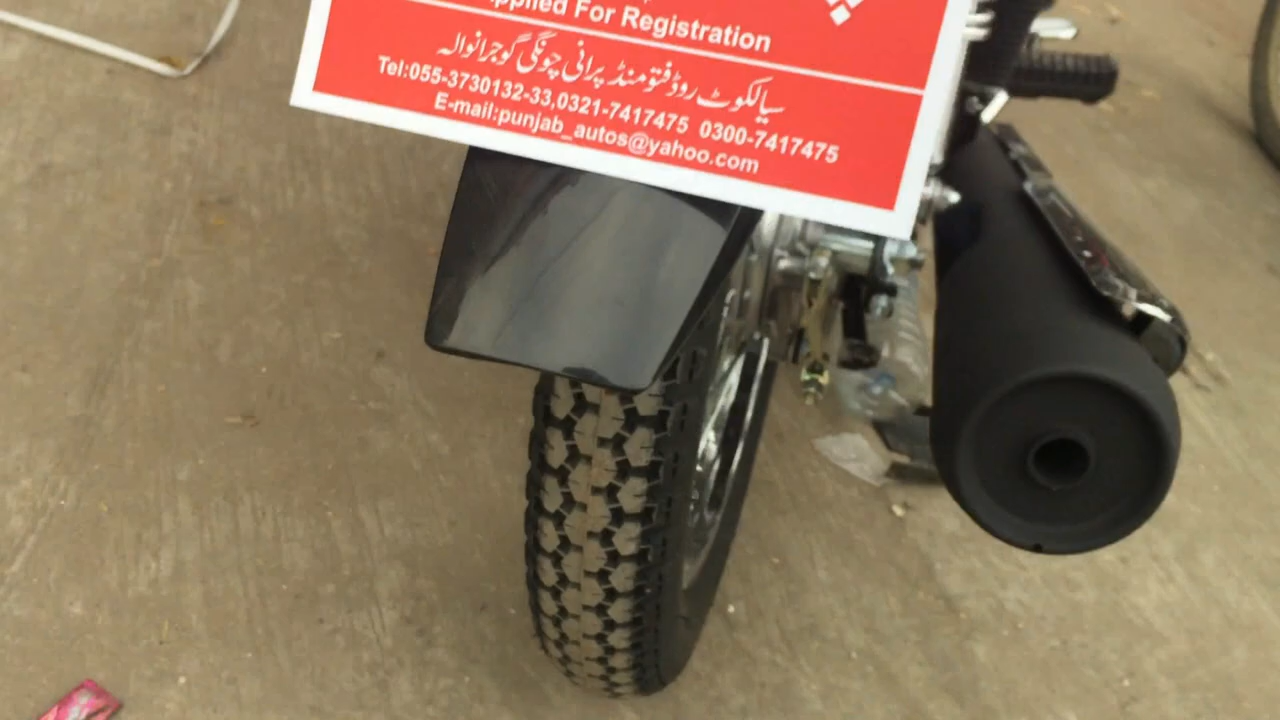 Applied For Registration
سیالکوٹ روڈ فتومنڈ پرانی چونگی گوجرانوالہ
Tel:055-3730132-33,0321-7417475 0300-7417475
E-mail:punjab_autos@yahoo.com